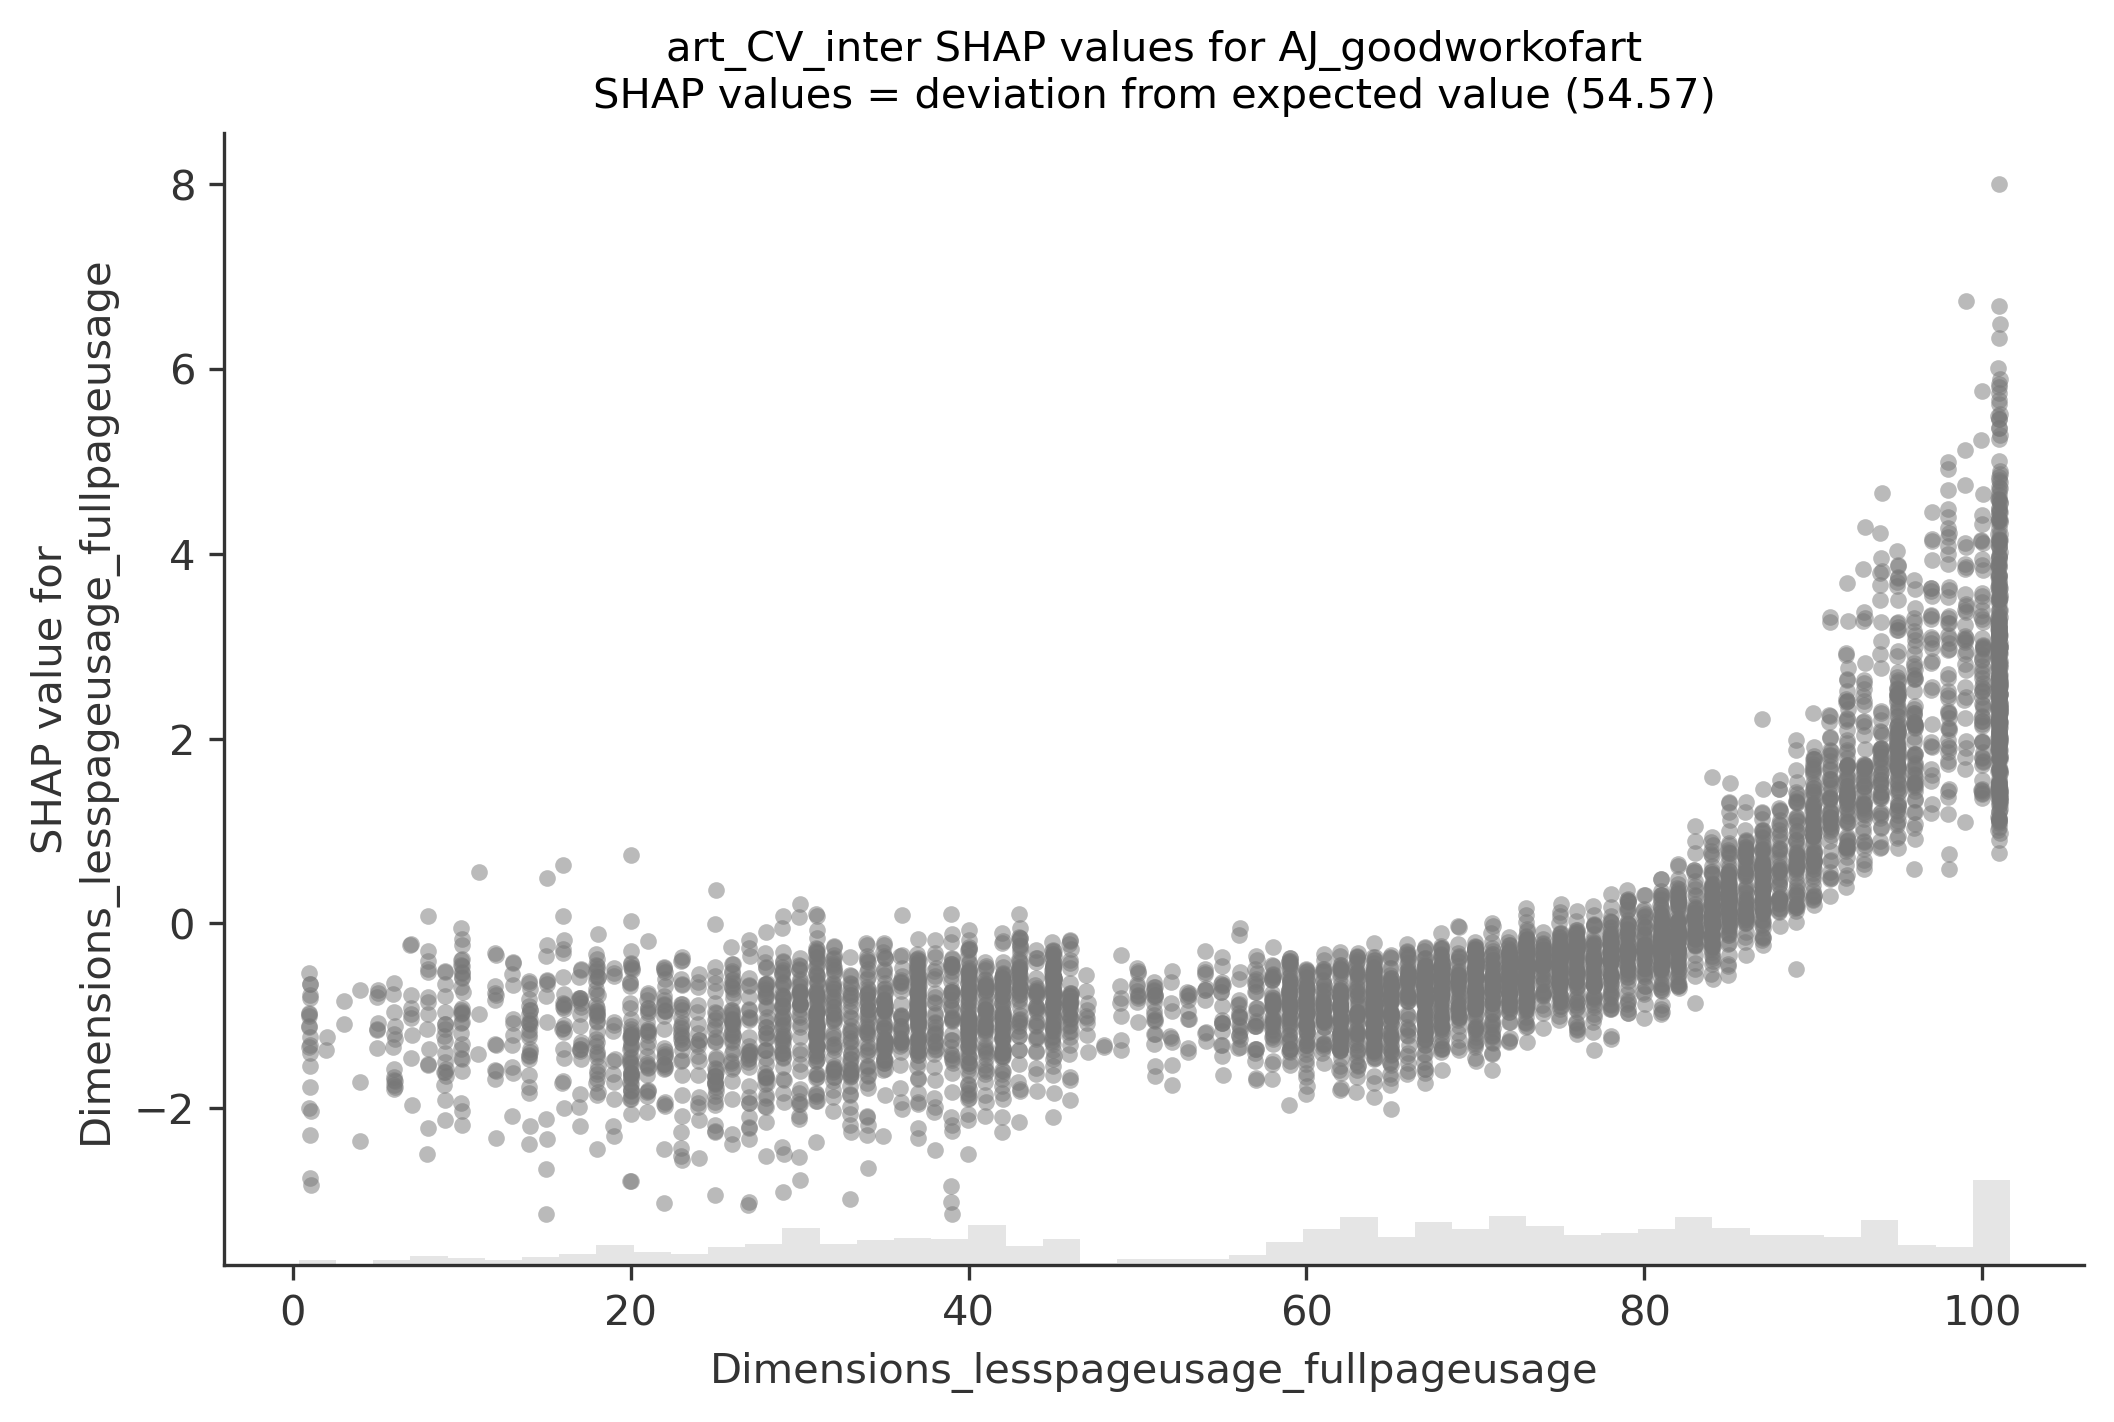 art_CV_inter SHAP values for AJ_goodworkofart
SHAP values = deviation from expected value (54.57)
SHAP value for
Dimensions_lesspageusage_fullpageusage
8
6
4
2
0
−2
0 20 40 60 80 100
Dimensions_lesspageusage_fullpageusage